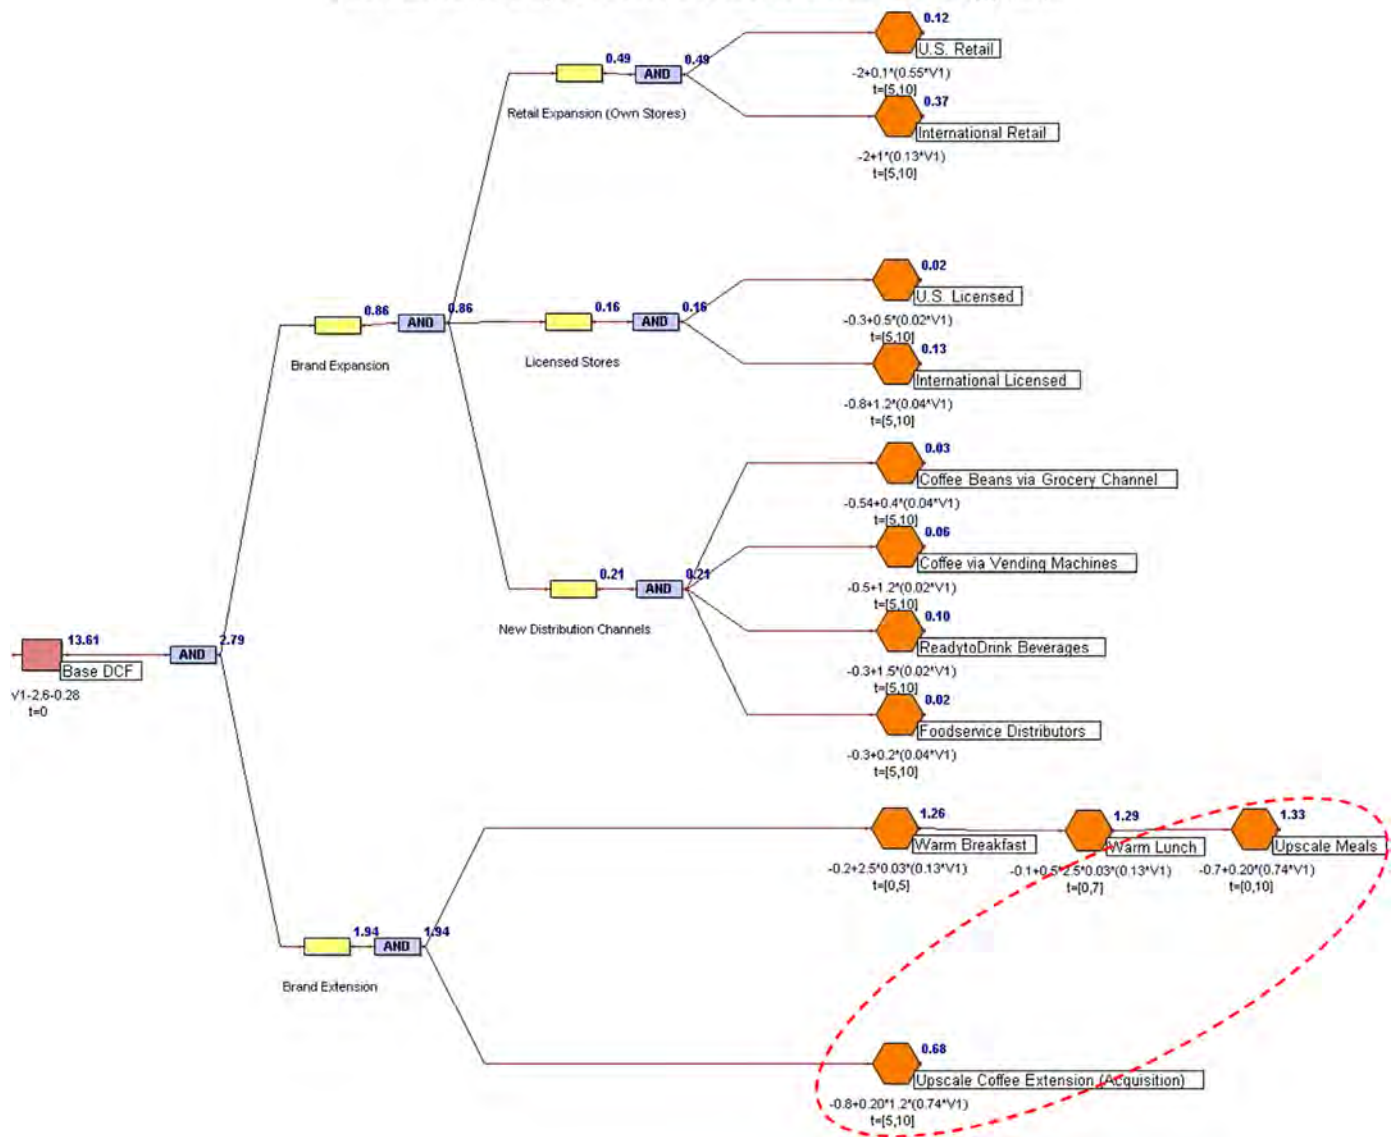 0.12
U.S. Retail
-2+0.1*(0.55*V1)
t=[5,10]
0.49
AND
0.49
Retail Expansion (Own Stores)
0.37
International Retail
-2+1*(0.13*V1)
t=[5,10]
0.02
U.S. Licensed
-0.3+0.5*(0.02*V1)
t=[5,10]
0.86
AND
0.86
Brand Expansion
0.16
AND
0.16
Licensed Stores
0.13
International Licensed
-0.8+1.2*(0.04*V1)
t=[5,10]
0.03
Coffee Beans via Grocery Channel
-0.54+0.4*(0.04*V1)
t=[5,10]
0.06
Coffee via Vending Machines
-0.5+1.2*(0.02*V1)
t=[5,10]
0.21
AND
0.21
New Distribution Channels
0.10
ReadytoDrink Beverages
-0.3+1.5*(0.02*V1)
t=[5,10]
0.02
Foodservice Distributors
-0.3+0.2*(0.04*V1)
t=[5,10]
13.61
Base DCF
V1-2.6-0.28
t=0
AND
2.79
1.26
Warm Breakfast
-0.2+2.5*0.03*(0.13*V1)
t=[0,5]
1.29
Warm Lunch
-0.1+0.5*2.5*0.03*(0.13*V1)
t=[0,7]
1.33
Upscale Meals
-0.7+0.20*(0.74*V1)
t=[0,10]
1.94
AND
1.94
Brand Extension
0.68
Upscale Coffee Extension (Acquisition)
-0.8+0.20*1.2*(0.74*V1)
t=[5,10]